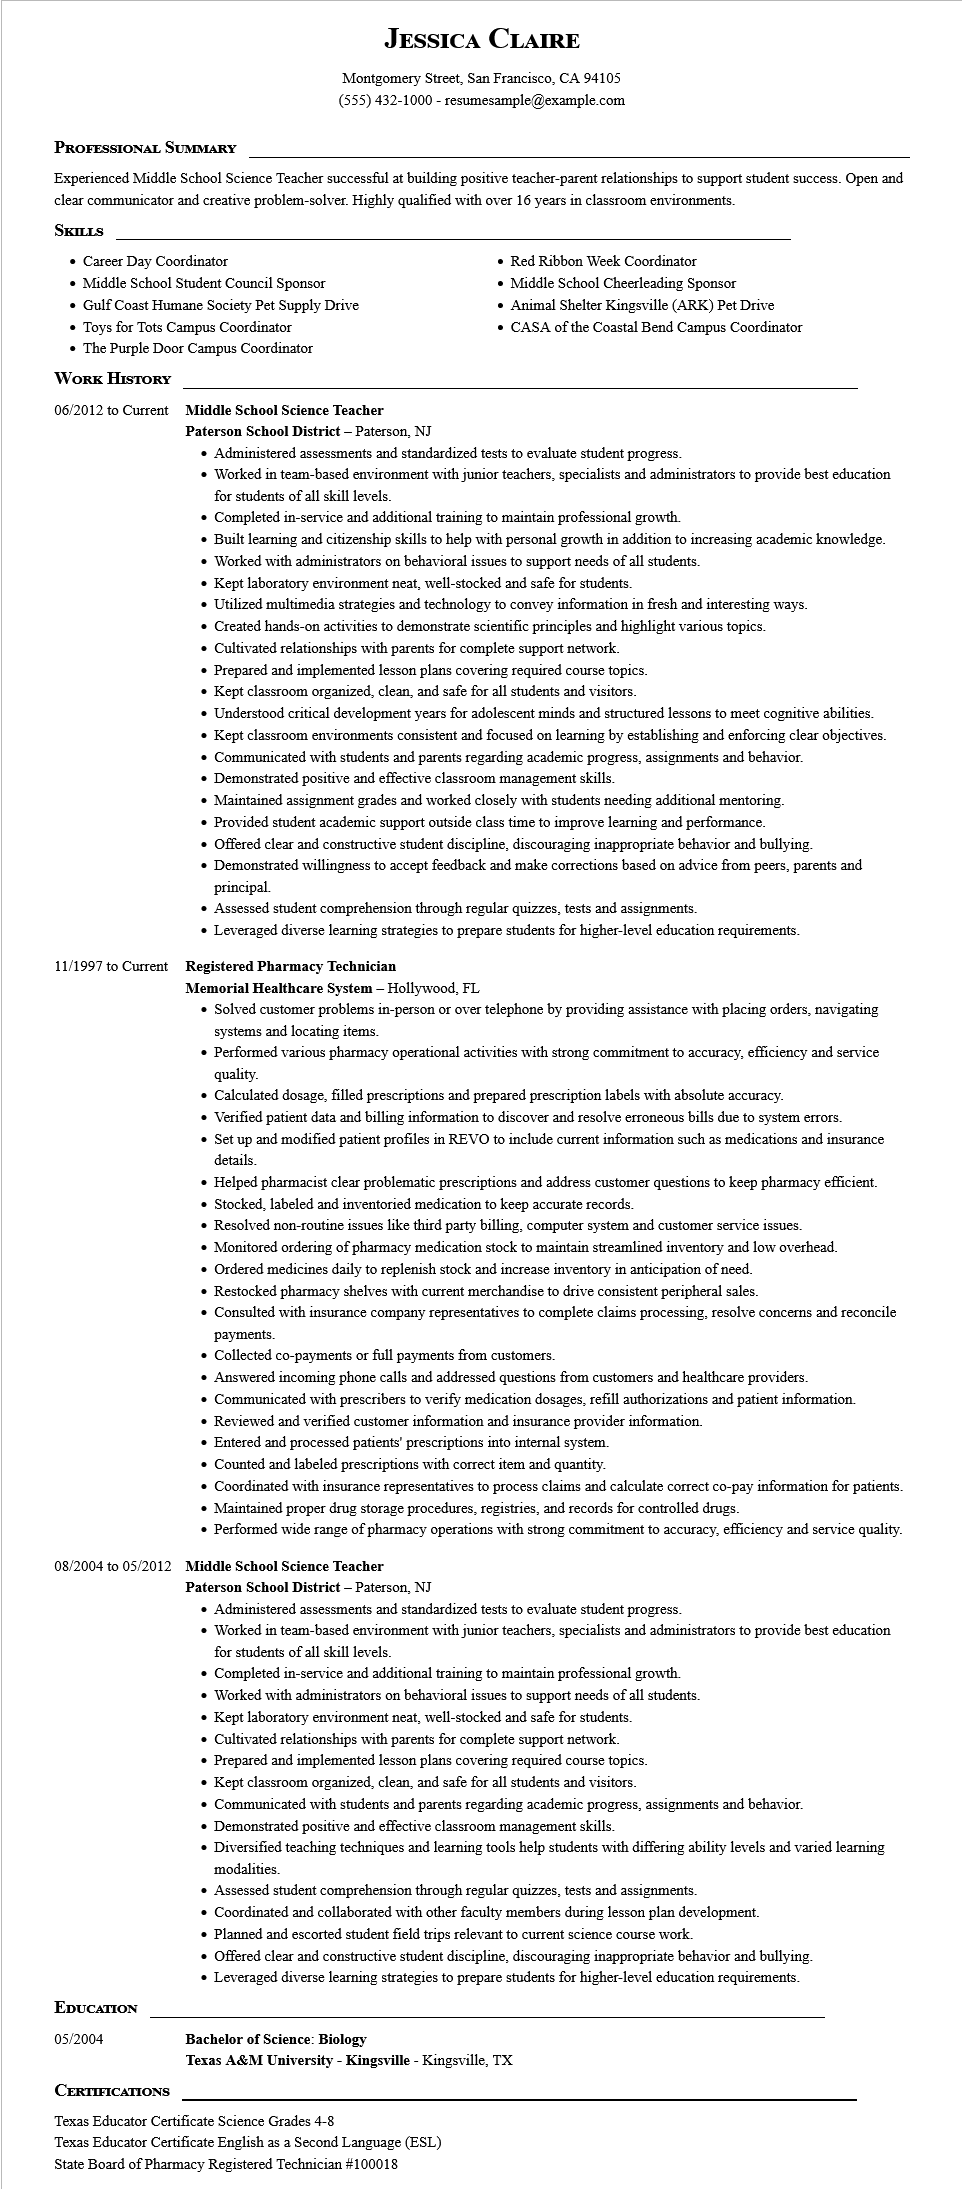 Jessica Claire
Montgomery Street, San Francisco, CA 94105
(555) 432-1000 - resumesample@example.com
Professional Summary
Experienced Middle School Science Teacher successful at building positive teacher-parent relationships to support student success. Open and
clear communicator and creative problem-solver. Highly qualified with over 16 years in classroom environments.
Skills
• Career Day Coordinator
• Middle School Student Council Sponsor
• Gulf Coast Humane Society Pet Supply Drive
• Toys for Tots Campus Coordinator
• The Purple Door Campus Coordinator
• Red Ribbon Week Coordinator
• Middle School Cheerleading Sponsor
• Animal Shelter Kingsville (ARK) Pet Drive
• CASA of the Coastal Bend Campus Coordinator
Work History
06/2012 to Current Middle School Science Teacher
Paterson School District – Paterson, NJ
• Administered assessments and standardized tests to evaluate student progress.
• Worked in team-based environment with junior teachers, specialists and administrators to provide best education
for students of all skill levels.
• Completed in-service and additional training to maintain professional growth.
• Built learning and citizenship skills to help with personal growth in addition to increasing academic knowledge.
• Worked with administrators on behavioral issues to support needs of all students.
• Kept laboratory environment neat, well-stocked and safe for students.
• Utilized multimedia strategies and technology to convey information in fresh and interesting ways.
• Created hands-on activities to demonstrate scientific principles and highlight various topics.
• Cultivated relationships with parents for complete support network.
• Prepared and implemented lesson plans covering required course topics.
• Kept classroom organized, clean, and safe for all students and visitors.
• Understood critical development years for adolescent minds and structured lessons to meet cognitive abilities.
• Kept classroom environments consistent and focused on learning by establishing and enforcing clear objectives.
• Communicated with students and parents regarding academic progress, assignments and behavior.
• Demonstrated positive and effective classroom management skills.
• Maintained assignment grades and worked closely with students needing additional mentoring.
• Provided student academic support outside class time to improve learning and performance.
• Offered clear and constructive student discipline, discouraging inappropriate behavior and bullying.
• Demonstrated willingness to accept feedback and make corrections based on advice from peers, parents and
principal.
• Assessed student comprehension through regular quizzes, tests and assignments.
• Leveraged diverse learning strategies to prepare students for higher-level education requirements.
11/1997 to Current Registered Pharmacy Technician
Memorial Healthcare System – Hollywood, FL
• Solved customer problems in-person or over telephone by providing assistance with placing orders, navigating
systems and locating items.
• Performed various pharmacy operational activities with strong commitment to accuracy, efficiency and service
quality.
• Calculated dosage, filled prescriptions and prepared prescription labels with absolute accuracy.
• Verified patient data and billing information to discover and resolve erroneous bills due to system errors.
• Set up and modified patient profiles in REVO to include current information such as medications and insurance
details.
• Helped pharmacist clear problematic prescriptions and address customer questions to keep pharmacy efficient.
• Stocked, labeled and inventoried medication to keep accurate records.
• Resolved non-routine issues like third party billing, computer system and customer service issues.
• Monitored ordering of pharmacy medication stock to maintain streamlined inventory and low overhead.
• Ordered medicines daily to replenish stock and increase inventory in anticipation of need.
• Restocked pharmacy shelves with current merchandise to drive consistent peripheral sales.
• Consulted with insurance company representatives to complete claims processing, resolve concerns and reconcile
payments.
• Collected co-payments or full payments from customers.
• Answered incoming phone calls and addressed questions from customers and healthcare providers.
• Communicated with prescribers to verify medication dosages, refill authorizations and patient information.
• Reviewed and verified customer information and insurance provider information.
• Entered and processed patients' prescriptions into internal system.
• Counted and labeled prescriptions with correct item and quantity.
• Coordinated with insurance representatives to process claims and calculate correct co-pay information for patients.
• Maintained proper drug storage procedures, registries, and records for controlled drugs.
• Performed wide range of pharmacy operations with strong commitment to accuracy, efficiency and service quality.
08/2004 to 05/2012 Middle School Science Teacher
Paterson School District – Paterson, NJ
• Administered assessments and standardized tests to evaluate student progress.
• Worked in team-based environment with junior teachers, specialists and administrators to provide best education
for students of all skill levels.
• Completed in-service and additional training to maintain professional growth.
• Worked with administrators on behavioral issues to support needs of all students.
• Kept laboratory environment neat, well-stocked and safe for students.
• Cultivated relationships with parents for complete support network.
• Prepared and implemented lesson plans covering required course topics.
• Kept classroom organized, clean, and safe for all students and visitors.
• Communicated with students and parents regarding academic progress, assignments and behavior.
• Demonstrated positive and effective classroom management skills.
• Diversified teaching techniques and learning tools help students with differing ability levels and varied learning
modalities.
• Assessed student comprehension through regular quizzes, tests and assignments.
• Coordinated and collaborated with other faculty members during lesson plan development.
• Planned and escorted student field trips relevant to current science course work.
• Offered clear and constructive student discipline, discouraging inappropriate behavior and bullying.
• Leveraged diverse learning strategies to prepare students for higher-level education requirements.
Education
05/2004 Bachelor of Science: Biology
Texas A&M University - Kingsville - Kingsville, TX
Certifications
Texas Educator Certificate Science Grades 4-8
Texas Educator Certificate English as a Second Language (ESL)
State Board of Pharmacy Registered Technician #100018